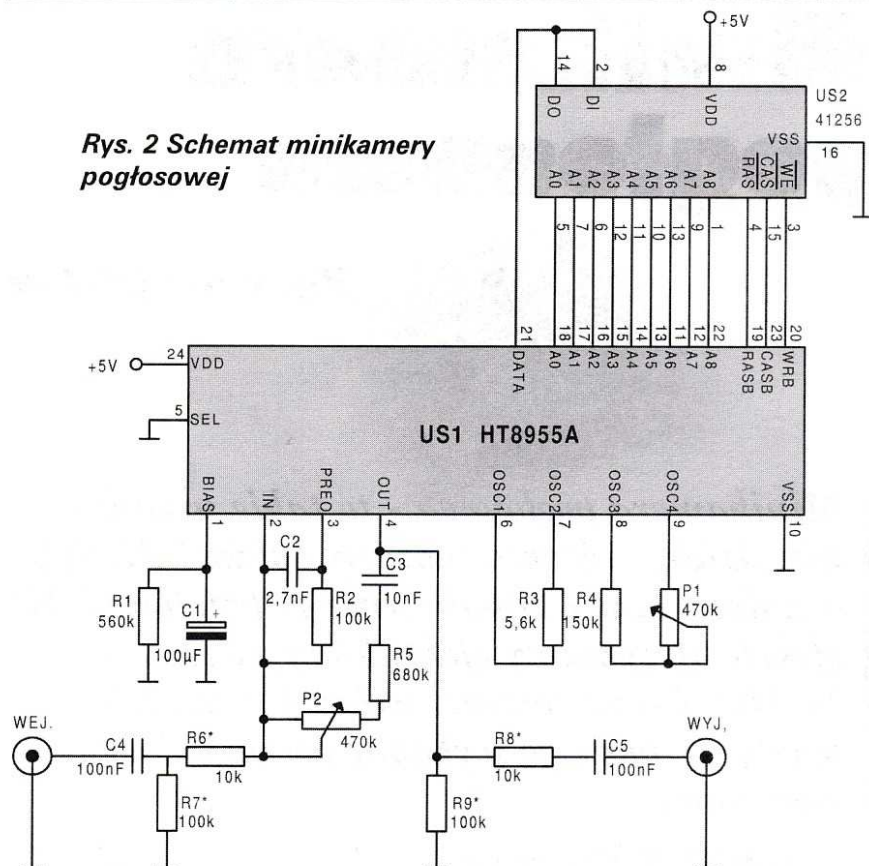 Rys. 2 Schemat minikamery
pogłosowej
+5V
14
2
8
DO
DI
VDD
US2
41256
VSS
16
A0
A1
A2
A3
A4
A5
A6
A7
A8
RAS
CAS
WE
5
7
6
12
11
10
13
9
1
4
15
3
21
18
17
16
15
14
13
11
12
22
19
23
20
+5V
24
VDD
DATA
A0
A1
A2
A3
A4
A5
A6
A7
A8
RASB
CASB
WRB
5
SEL
US1 HT8955A
BIAS
IN
PREO
OUT
OSC1
OSC2
OSC3
OSC4
VSS
1
2
3
4
6
7
8
9
10
R1
560k
C1
+
100µF
C2
2,7nF
R2
100k
C3
10nF
R5
680k
R3
5,6k
R4
150k
P1
470k
P2
470k
WEJ.
C4
100nF
R6*
10k
R7*
100k
R8*
10k
R9*
100k
C5
100nF
WYJ,